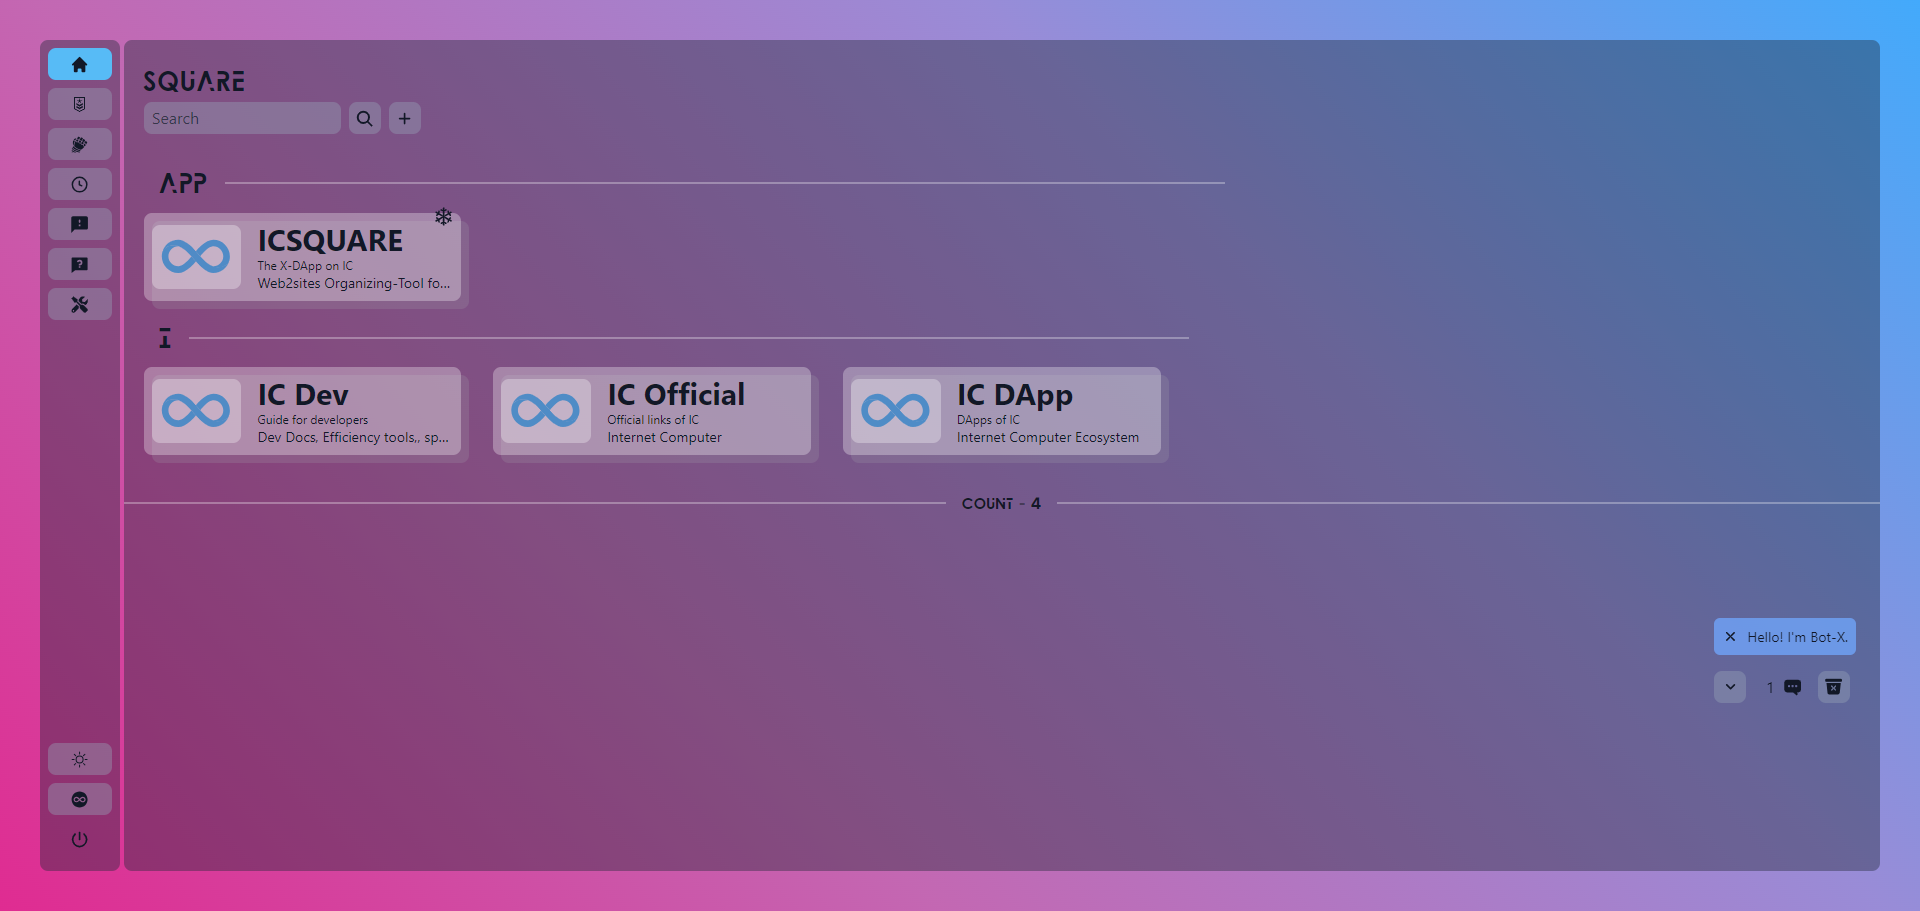 SQUARE
Search
APP
ICSQUARE
The X-DApp on IC
Web2sites Organizing-Tool fo...
I
IC Dev
Guide for developers
Dev Docs, Efficiency tools,, sp...
IC Official
Official links of IC
Internet Computer
IC DApp
DApps of IC
Internet Computer Ecosystem
COUNT - 4
Hello! I'm Bot-X.
1